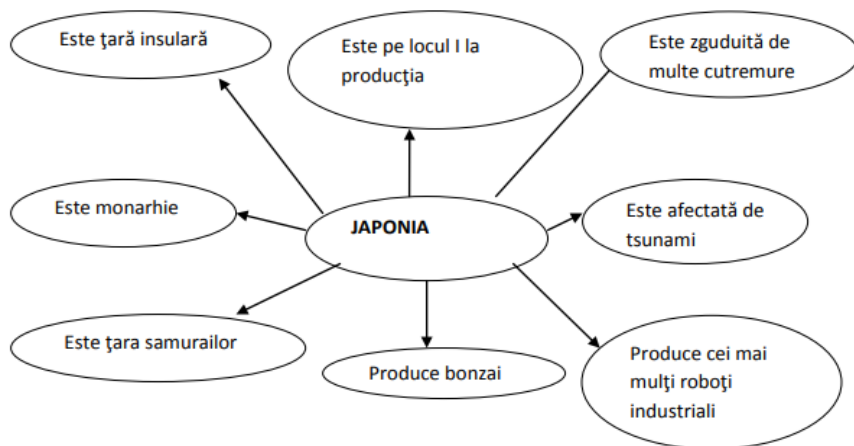 Este ţară insulară
Este pe locul I la
producţia
Este zguduită de
multe cutremure
Este monarhie
JAPONIA
Este afectată de
tsunami
Este ţara samurailor
Produce bonzai
Produce cei mai
mulţi roboţi
industriali